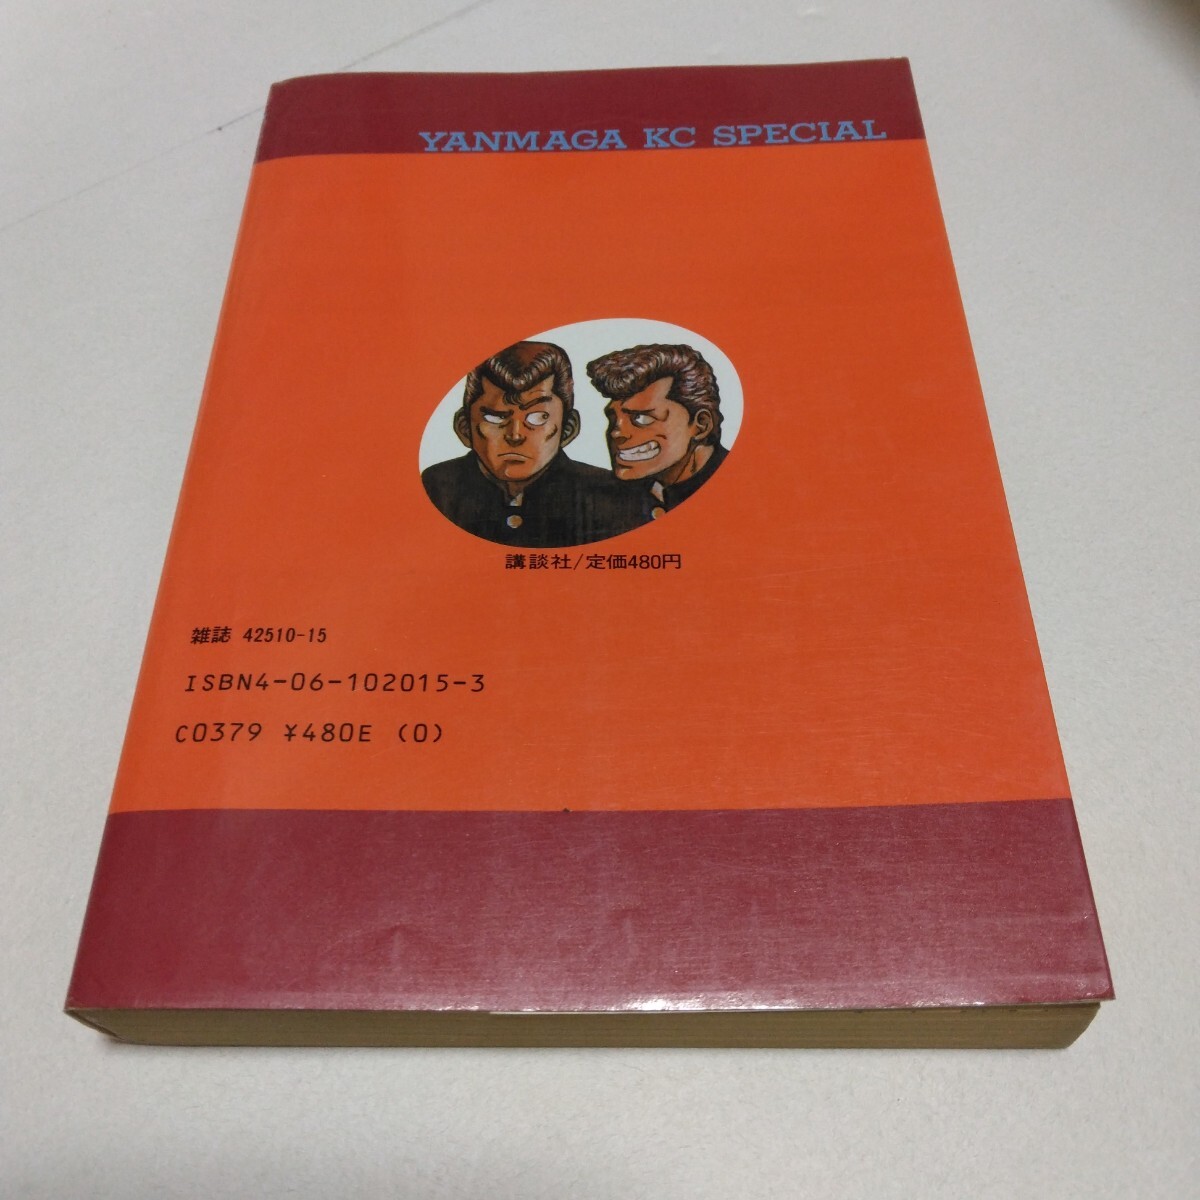 YANMAGA KC SPECIAL
講談社/定価480円
雑誌 42510-15
ISBN4-06-102015-3
C0379 ¥480E (0)